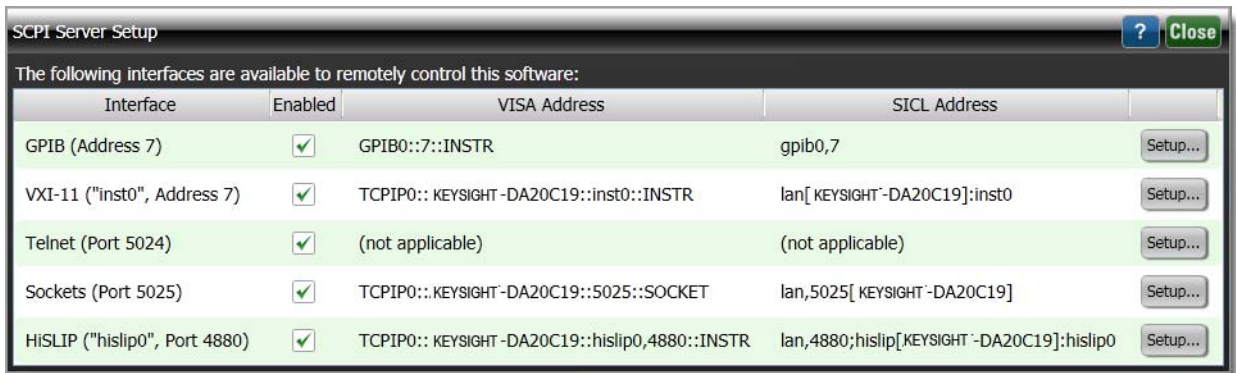 SCPI Server Setup ? Close
The following interfaces are available to remotely control this software:
Interface Enabled VISA Address SICL Address
GPIB (Address 7) GPIB0::7::INSTR gpib0,7 Setup...
VXI-11 ("inst0", Address 7) TCPIP0:: KEYSIGHT-DA20C19::inst0::INSTR lan[ KEYSIGHT-DA20C19]:inst0 Setup...
Telnet (Port 5024) (not applicable) (not applicable) Setup...
Sockets (Port 5025) TCPIP0:: KEYSIGHT-DA20C19::5025::SOCKET lan,5025[ KEYSIGHT-DA20C19] Setup...
HiSLIP ("hislip0", Port 4880) TCPIP0:: KEYSIGHT-DA20C19::hislip0,4880::INSTR lan,4880;hislip[KEYSIGHT-DA20C19]:hislip0 Setup...